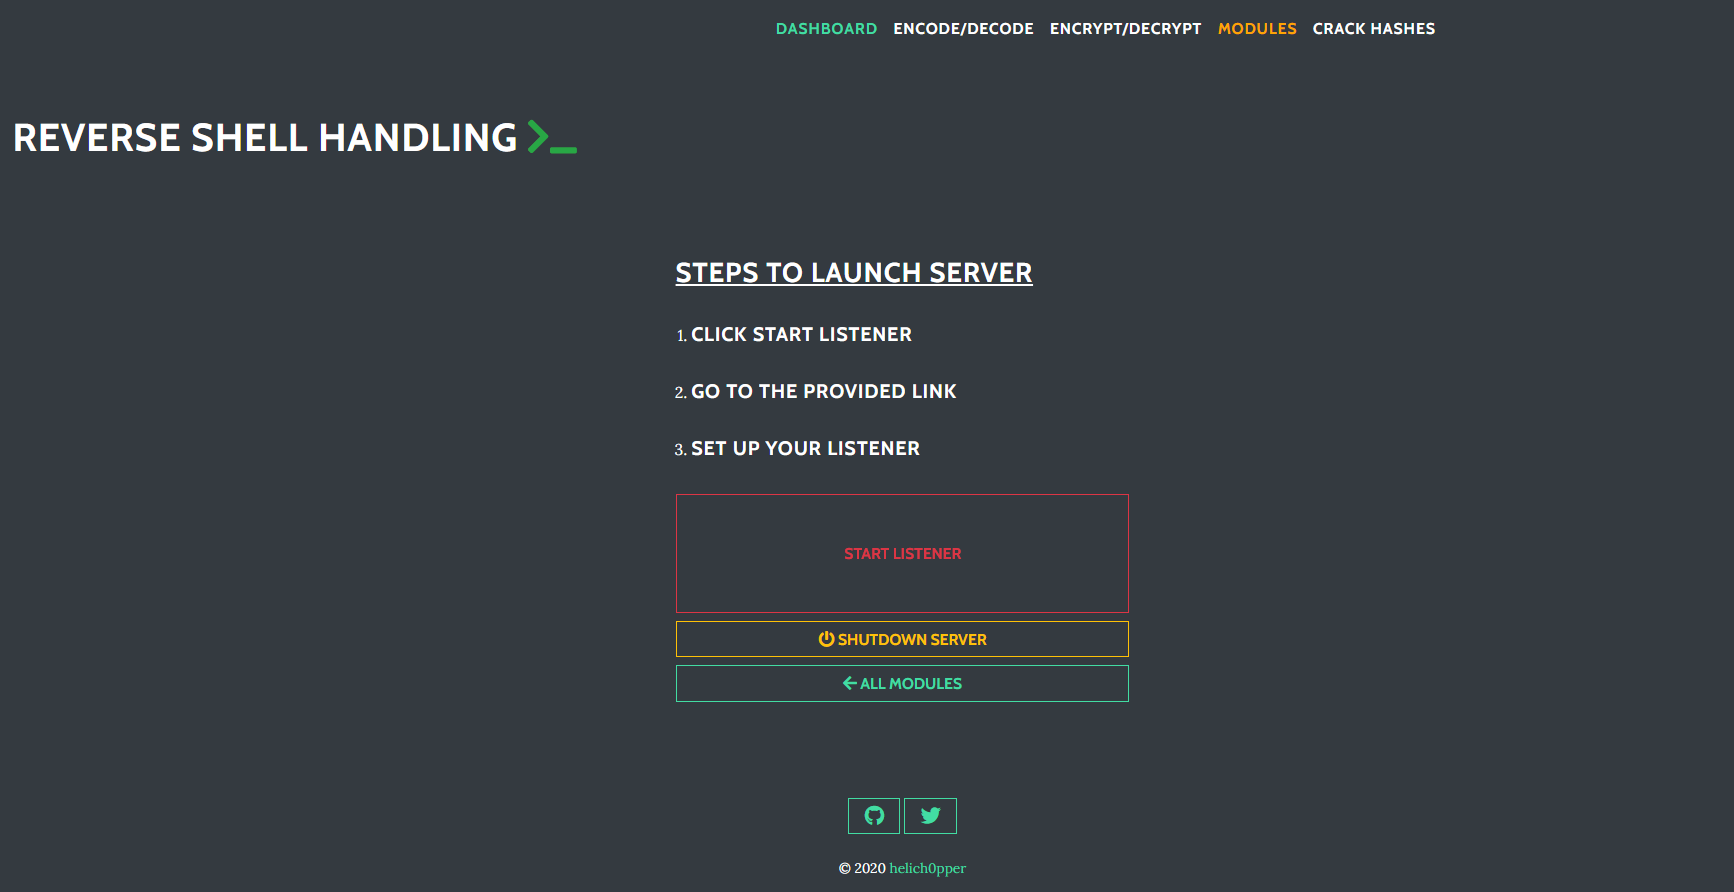 DASHBOARD ENCODE/DECODE ENCRYPT/DECRYPT MODULES CRACK HASHES
REVERSE SHELL HANDLING
STEPS TO LAUNCH SERVER
1. CLICK START LISTENER
2. GO TO THE PROVIDED LINK
3. SET UP YOUR LISTENER
START LISTENER
SHUTDOWN SERVER
ALL MODULES
© 2020 helich0pper